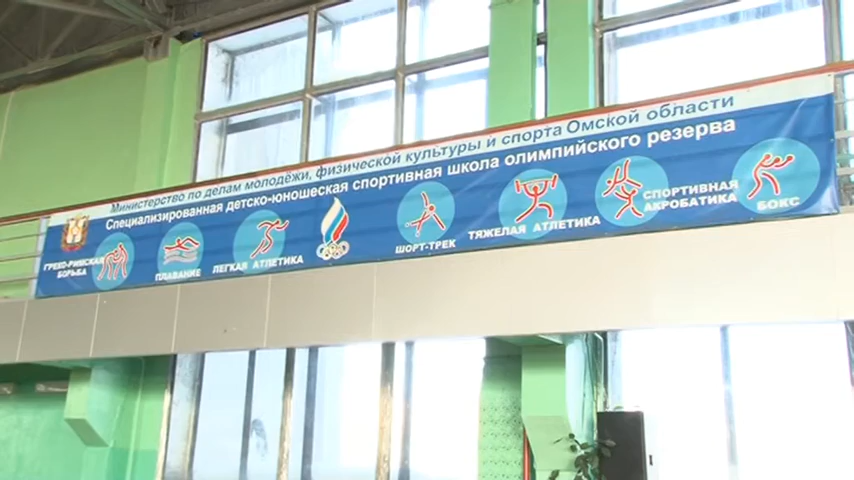 Министерство по делам молодёжи, физической культуры и спорта Омской области
Специализированная детско-юношеская спортивная школа олимпийского резерва
ГРЕКО-РИМСКАЯ
БОРЬБА
ПЛАВАНИЕ
ЛЕГКАЯ АТЛЕТИКА
ШОРТ-ТРЕК
ТЯЖЕЛАЯ АТЛЕТИКА
СПОРТИВНАЯ
АКРОБАТИКА
БОКС